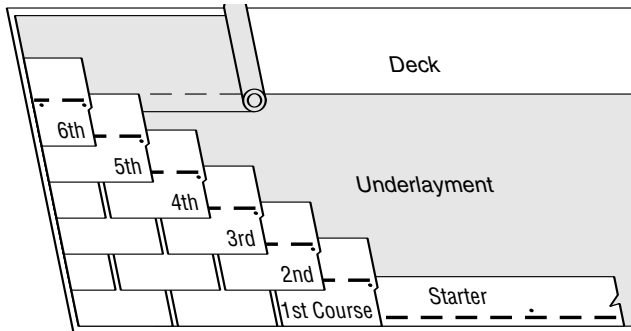 Deck
Underlayment
6th
5th
4th
3rd
2nd
1st Course
Starter